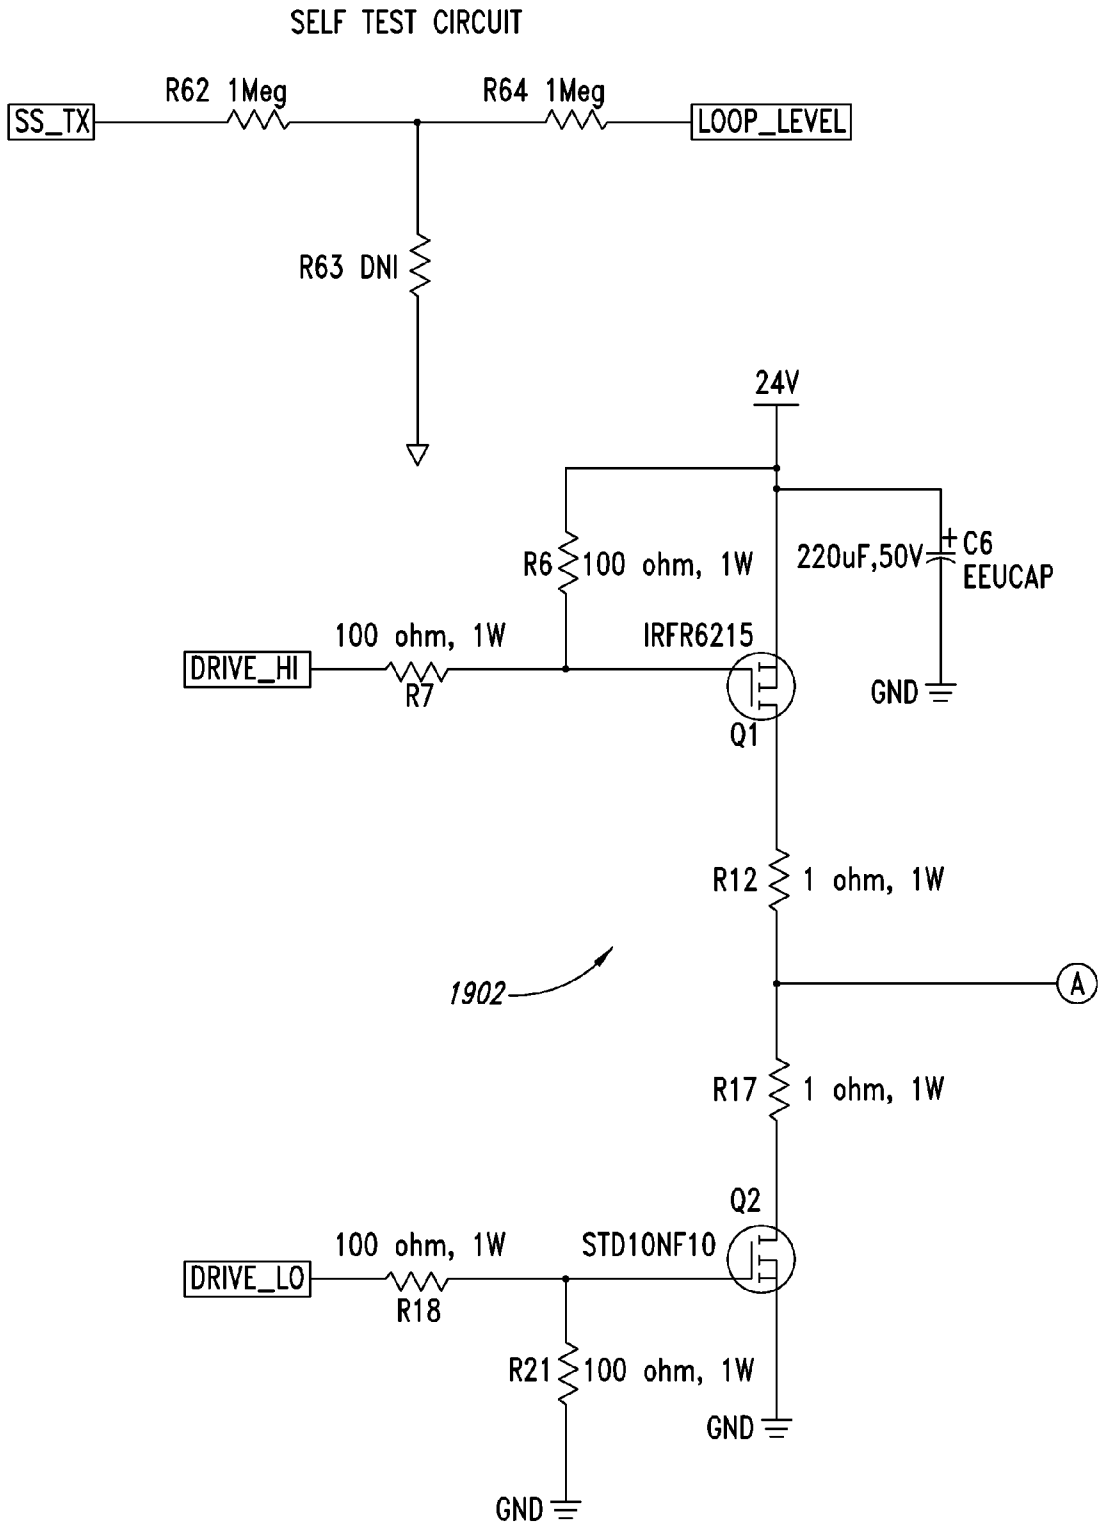 SELF TEST CIRCUIT
R62 1Meg
R64 1Meg
SS_TX
LOOP_LEVEL
R63 DNI
24V
R6
100 ohm, 1W
220uF,50V
+
C6
EEUCAP
100 ohm, 1W
IRFR6215
DRIVE_HI
R7
GND
Q1
R12
1 ohm, 1W
1902
A
R17
1 ohm, 1W
Q2
100 ohm, 1W
STD10NF10
DRIVE_LO
R18
R21
100 ohm, 1W
GND
GND